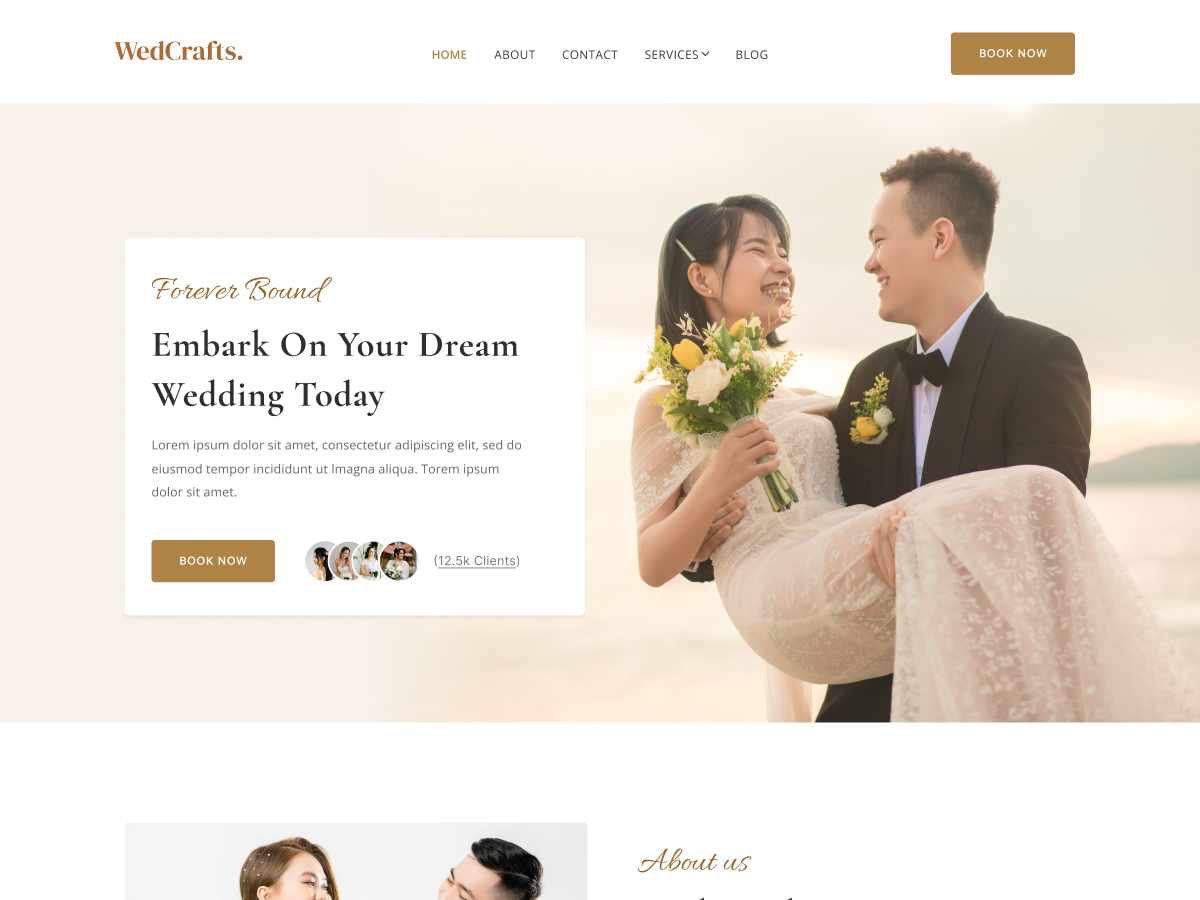 WedCrafts.
HOME
ABOUT
CONTACT
SERVICES
BLOG
BOOK NOW
Forever Bound
Embark On Your Dream
Wedding Today
Lorem ipsum dolor sit amet, consectetur adipiscing elit, sed do
eiusmod tempor incididunt ut lmagna aliqua. Torem ipsum
dolor sit amet.
BOOK NOW
(12.5k Clients)
About us